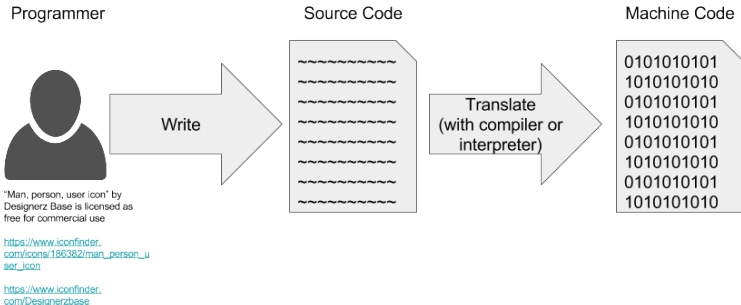 Programmer
Source Code
Machine Code
Write
~~~~~~~~~~
~~~~~~~~~~
~~~~~~~~~~
~~~~~~~~~~
~~~~~~~~~~
~~~~~~~~~~
~~~~~~~~~~
~~~~~~~~~~
Translate
(with compiler or
interpreter)
0101010101
1010101010
0101010101
1010101010
0101010101
1010101010
0101010101
1010101010
"Man, person, user icon" by
Designerz Base is licensed as
free for commercial use
https://www.iconfinder.
com/icons/186382/man_person_u
ser_icon
https://www.iconfinder.
com/Designerzbase